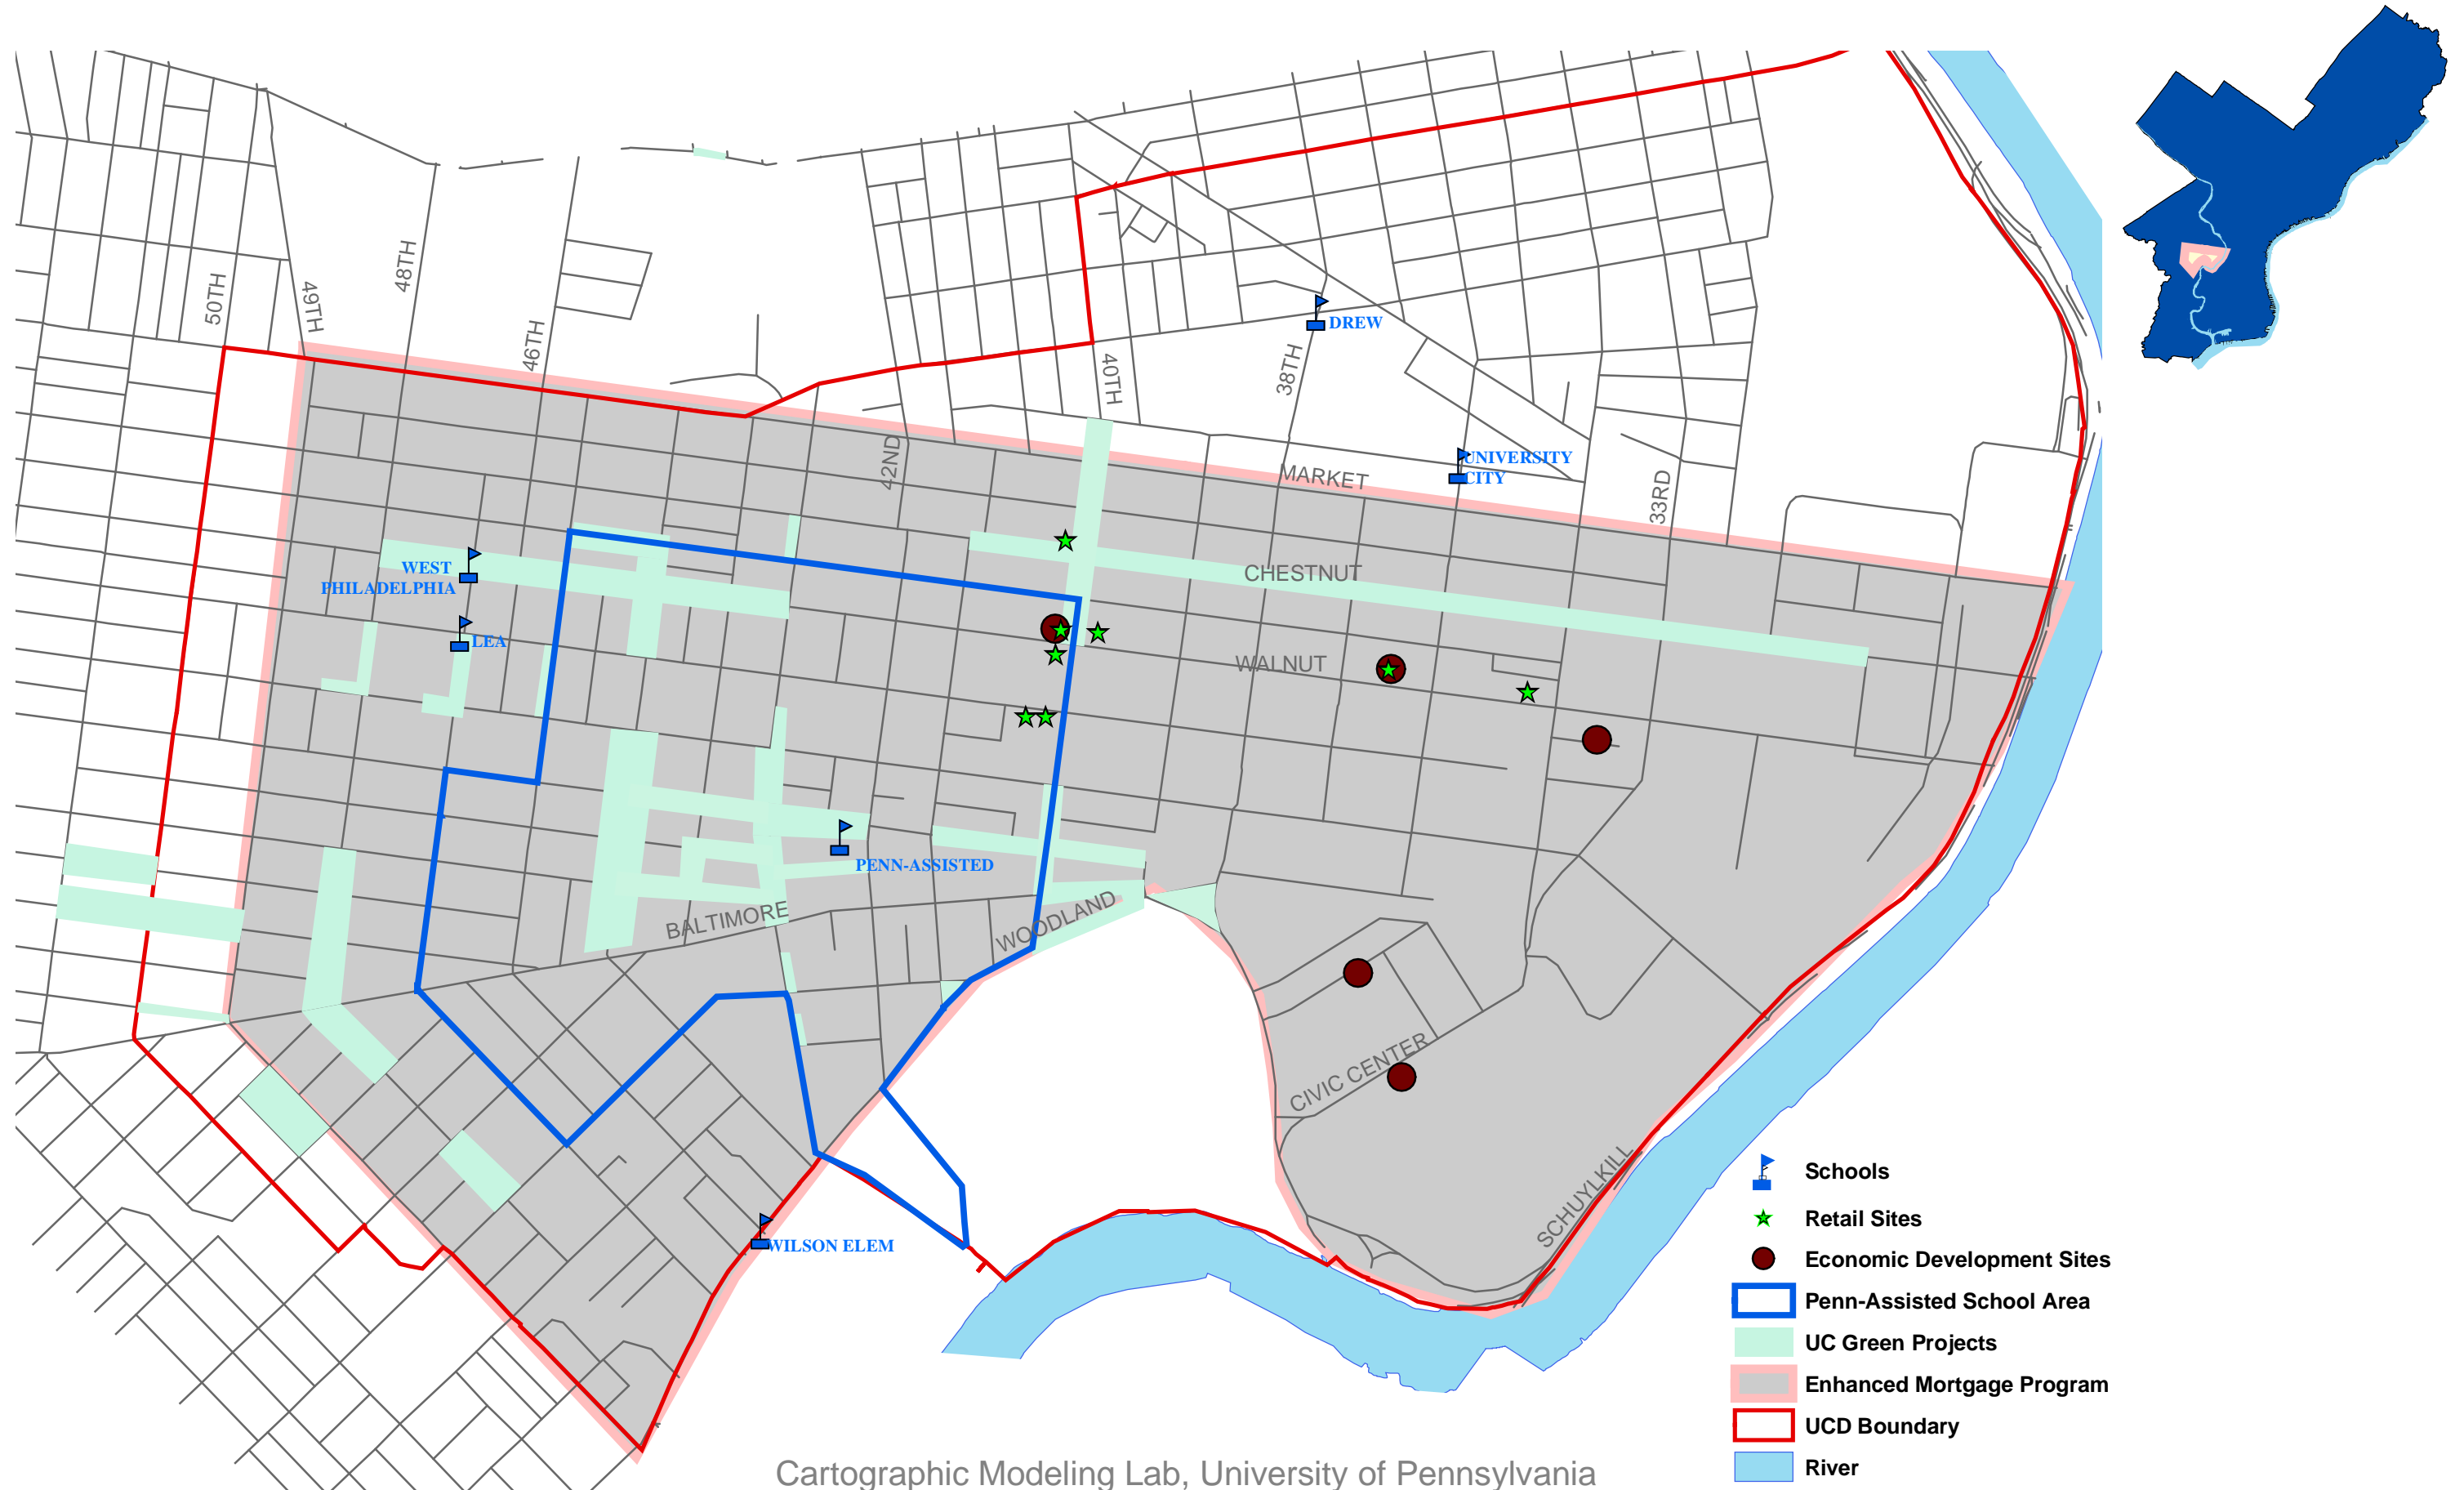 50TH
49TH
48TH
46TH
42ND
40TH
38TH
33RD
DREW
MARKET
UNIVERSITY
CITY
CHESTNUT
WEST
PHILADELPHIA
LEA
WALNUT
PENN-ASSISTED
BALTIMORE
WOODLAND
CIVIC CENTER
SCHUYLKILL
WILSON ELEM
Schools
Retail Sites
Economic Development Sites
Penn-Assisted School Area
UC Green Projects
Enhanced Mortgage Program
UCD Boundary
River
Cartographic Modeling Lab, University of Pennsylvania